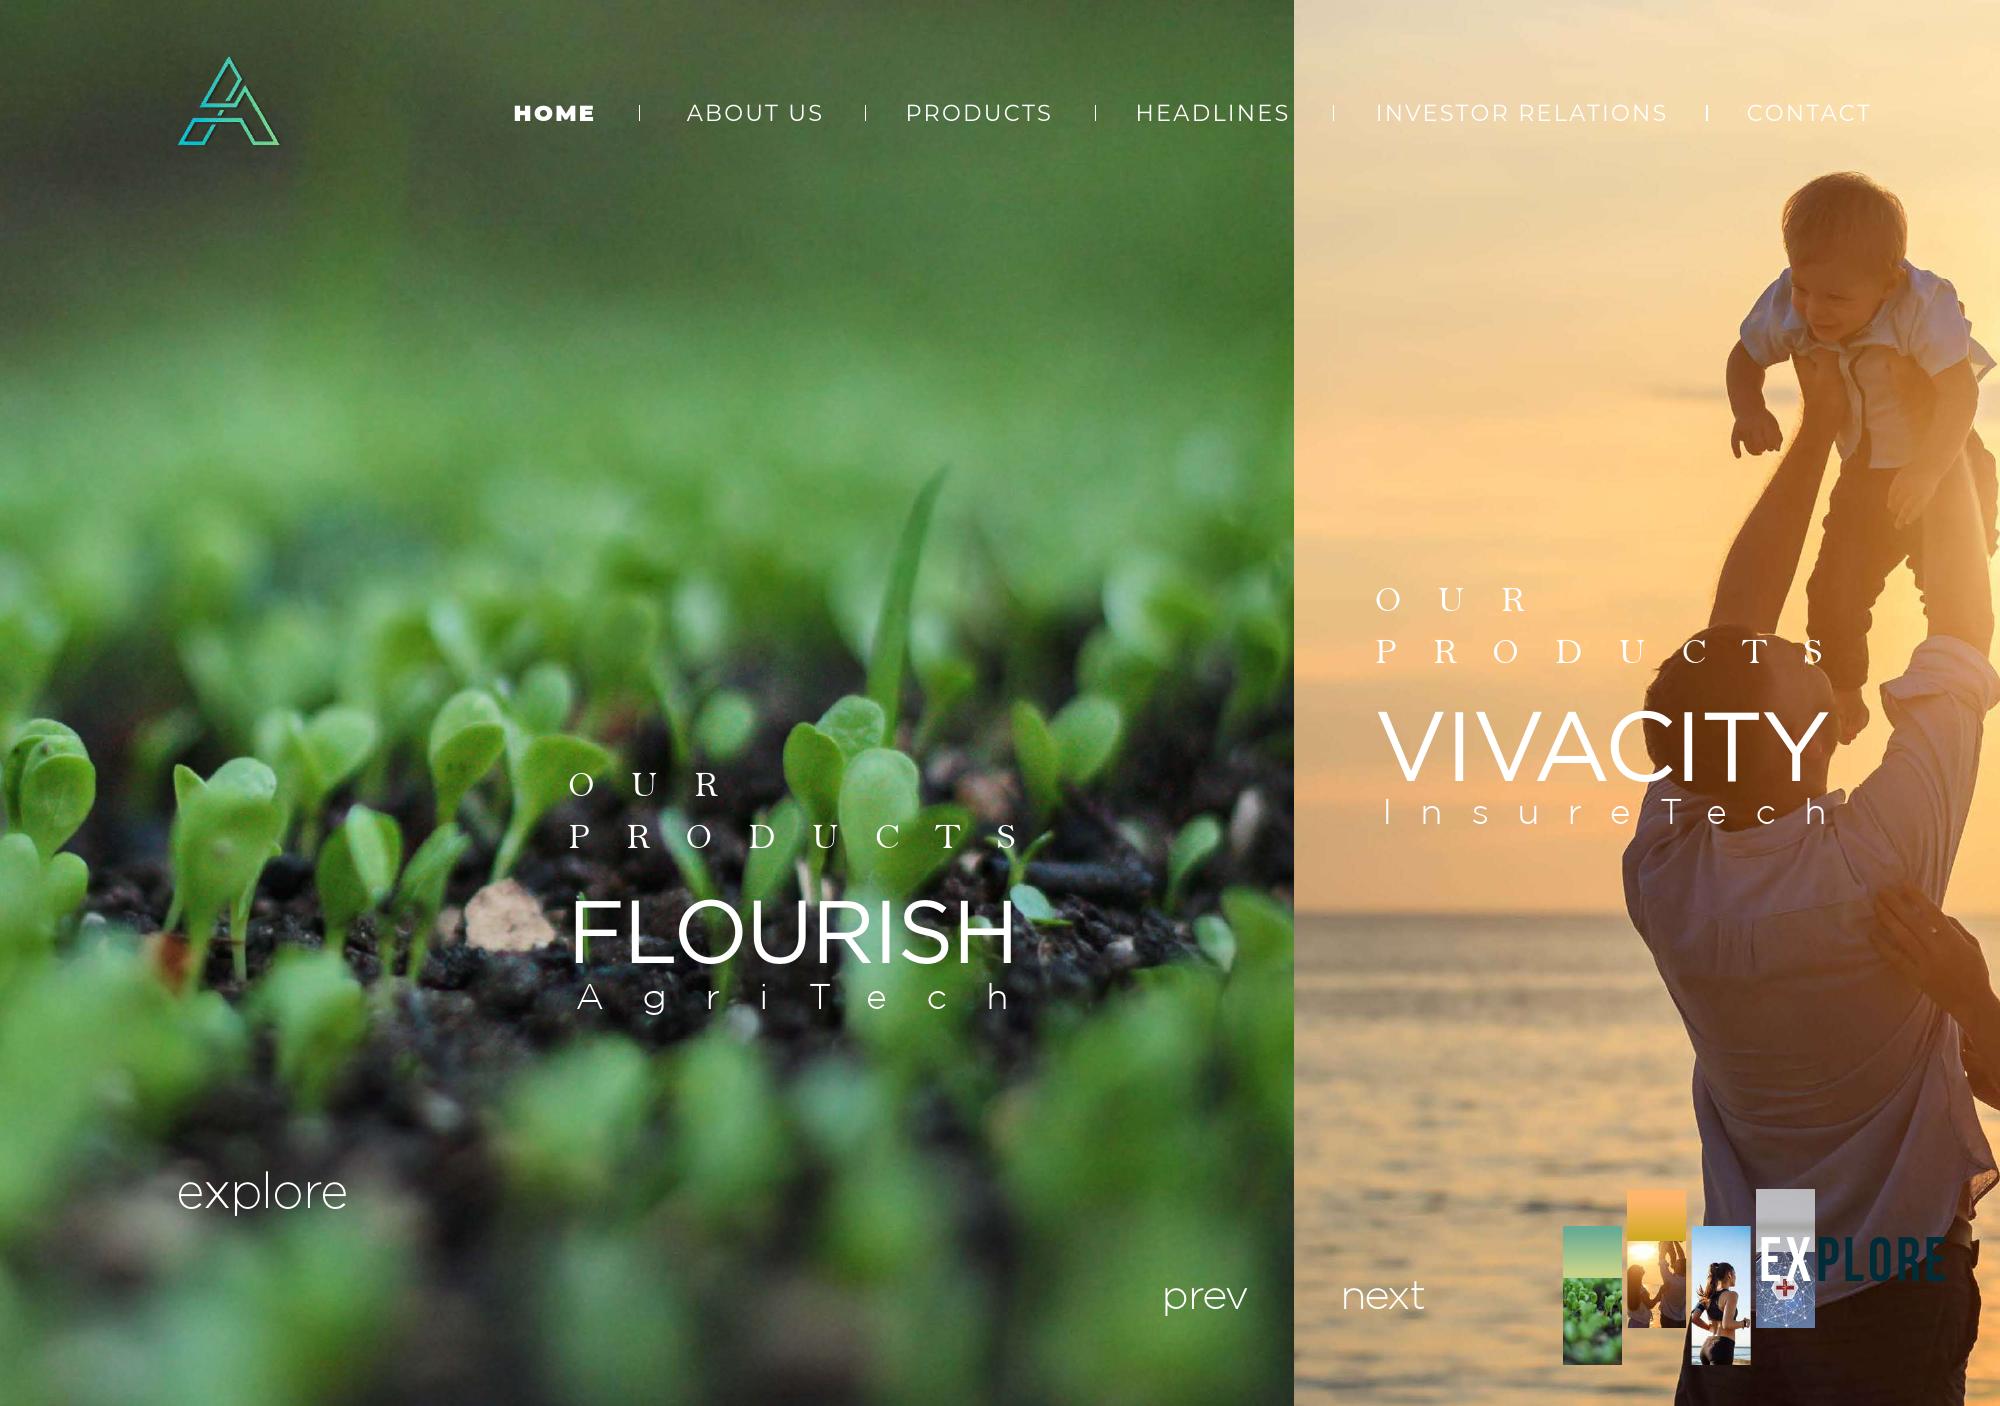 HOME | ABOUT US | PRODUCTS | HEADLINES | INVESTOR RELATIONS | CONTACT
OUR
PRODUCTS
FLOURISH
AgriTech
explore
OUR
PRODUCTS
VIVACITY
InsureTech
prev
next
EXPLORE